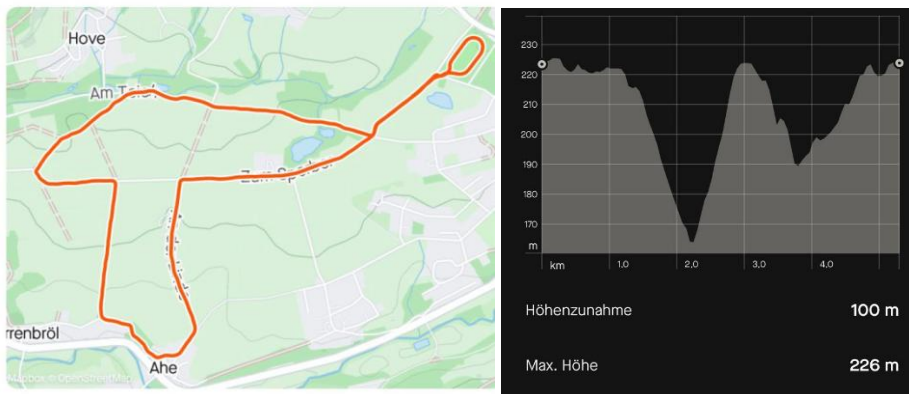 Hove
Am Teich
Zum Sperber
rrenbröl
Ahe
Mapbox © OpenStreetMap
230
220
210
200
190
180
170
m
km
1,0
2,0
3,0
4,0
Höhenzunahme
100 m
Max. Höhe
226 m